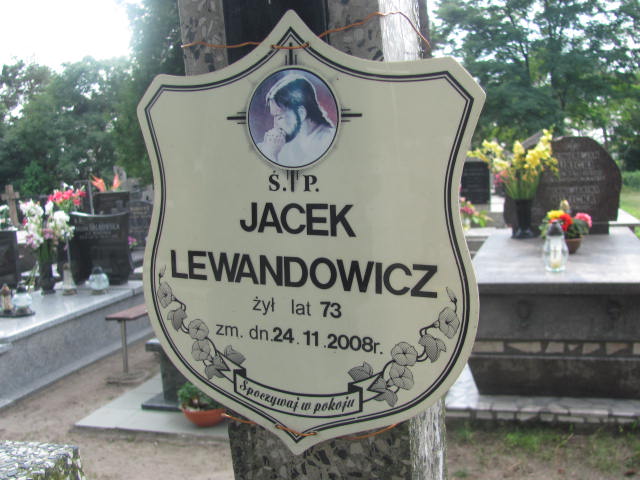 Ś. P.
JACEK
LEWANDOWICZ
żył lat 73
zm. dn. 24.11.2008r.
Spoczywaj w pokoju